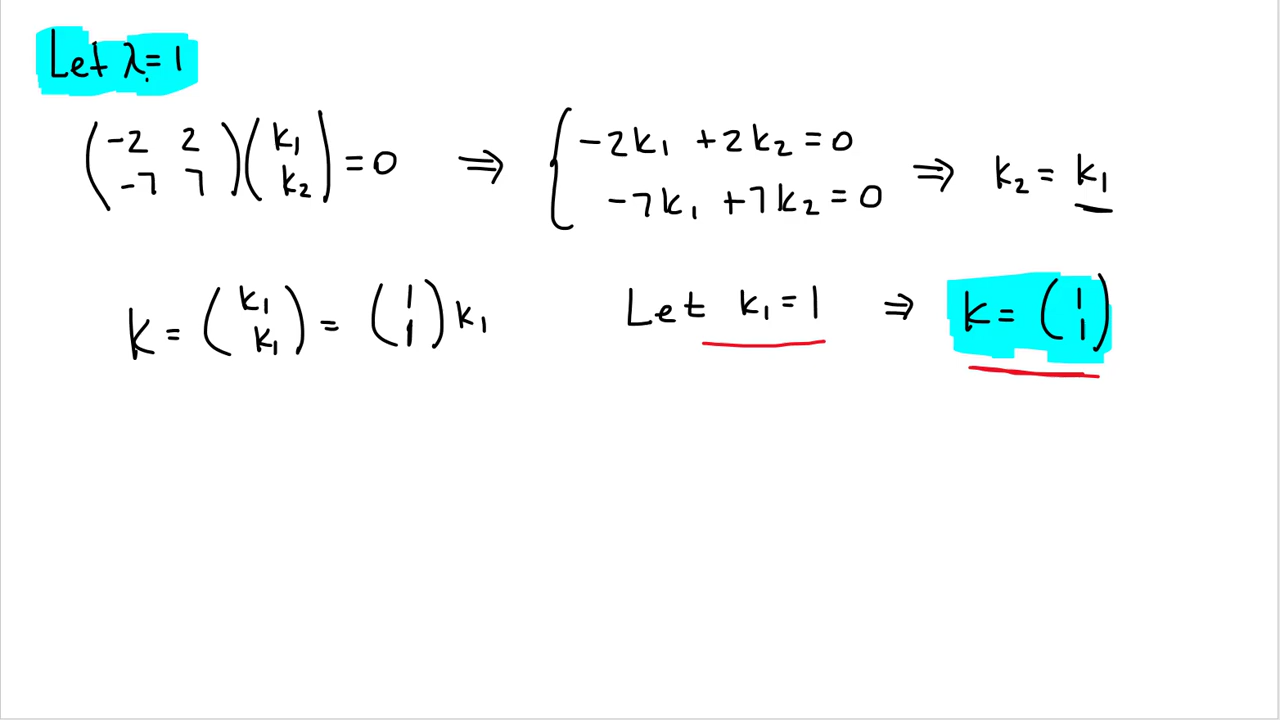 Let λ = 1
(-2 2 -7 7)(k₁ k₂) = 0 ⇒ { -2k₁ + 2k₂ = 0 -7k₁ + 7k₂ = 0 ⇒ k₂ = k₁
K = (k₁ k₁) = (1 1) k₁ Let k₁ = 1 ⇒ K = (1 1)